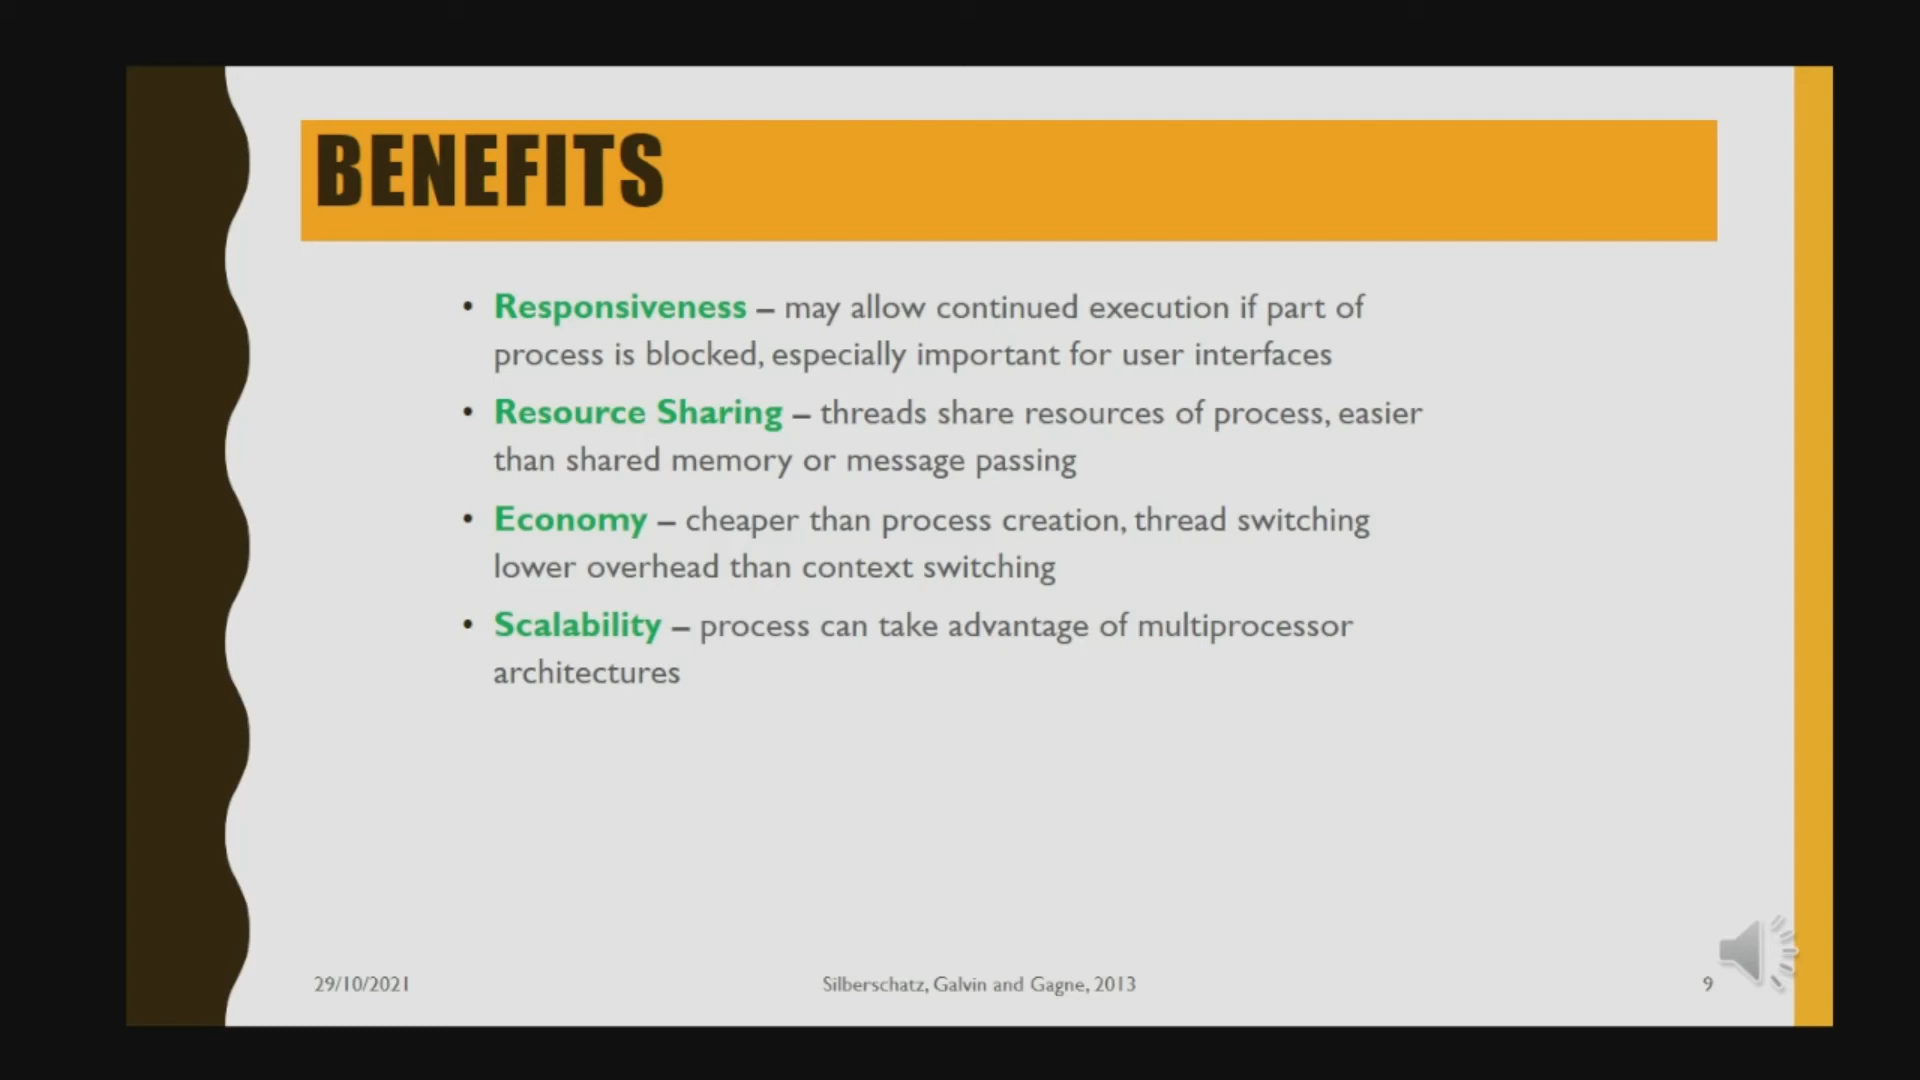 BENEFITS
• Responsiveness – may allow continued execution if part of
process is blocked, especially important for user interfaces
• Resource Sharing – threads share resources of process, easier
than shared memory or message passing
• Economy – cheaper than process creation, thread switching
lower overhead than context switching
• Scalability – process can take advantage of multiprocessor
architectures
29/10/2021
Silberschatz, Galvin and Gagne, 2013
9